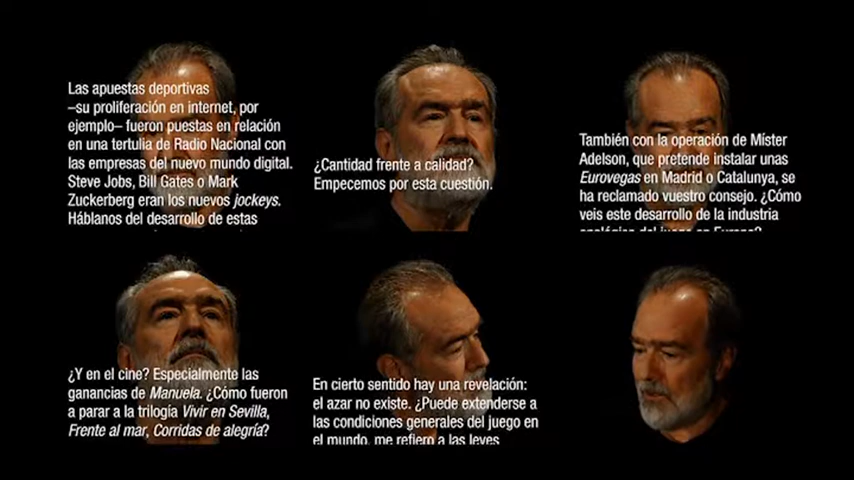 Las apuestas deportivas
–su proliferación en internet, por
ejemplo– fueron puestas en relación
en una tertulia de Radio Nacional con
las empresas del nuevo mundo digital.
Steve Jobs, Bill Gates o Mark
Zuckerberg eran los nuevos jockeys.
Háblanos del desarrollo de estas
¿Cantidad frente a calidad?
Empecemos por esta cuestión.
También con la operación de Míster
Adelson, que pretende instalar unas
Eurovegas en Madrid o Catalunya, se
ha reclamado vuestro consejo. ¿Cómo
veis este desarrollo de la industria
analógica del juego en Europa?
¿Y en el cine? Especialmente las
ganancias de Manuela. ¿Cómo fueron
a parar a la trilogía Vivir en Sevilla,
Frente al mar, Corridas de alegría?
En cierto sentido hay una revelación:
el azar no existe. ¿Puede extenderse a
las condiciones generales del juego en
el mundo, me refiero a las leyes